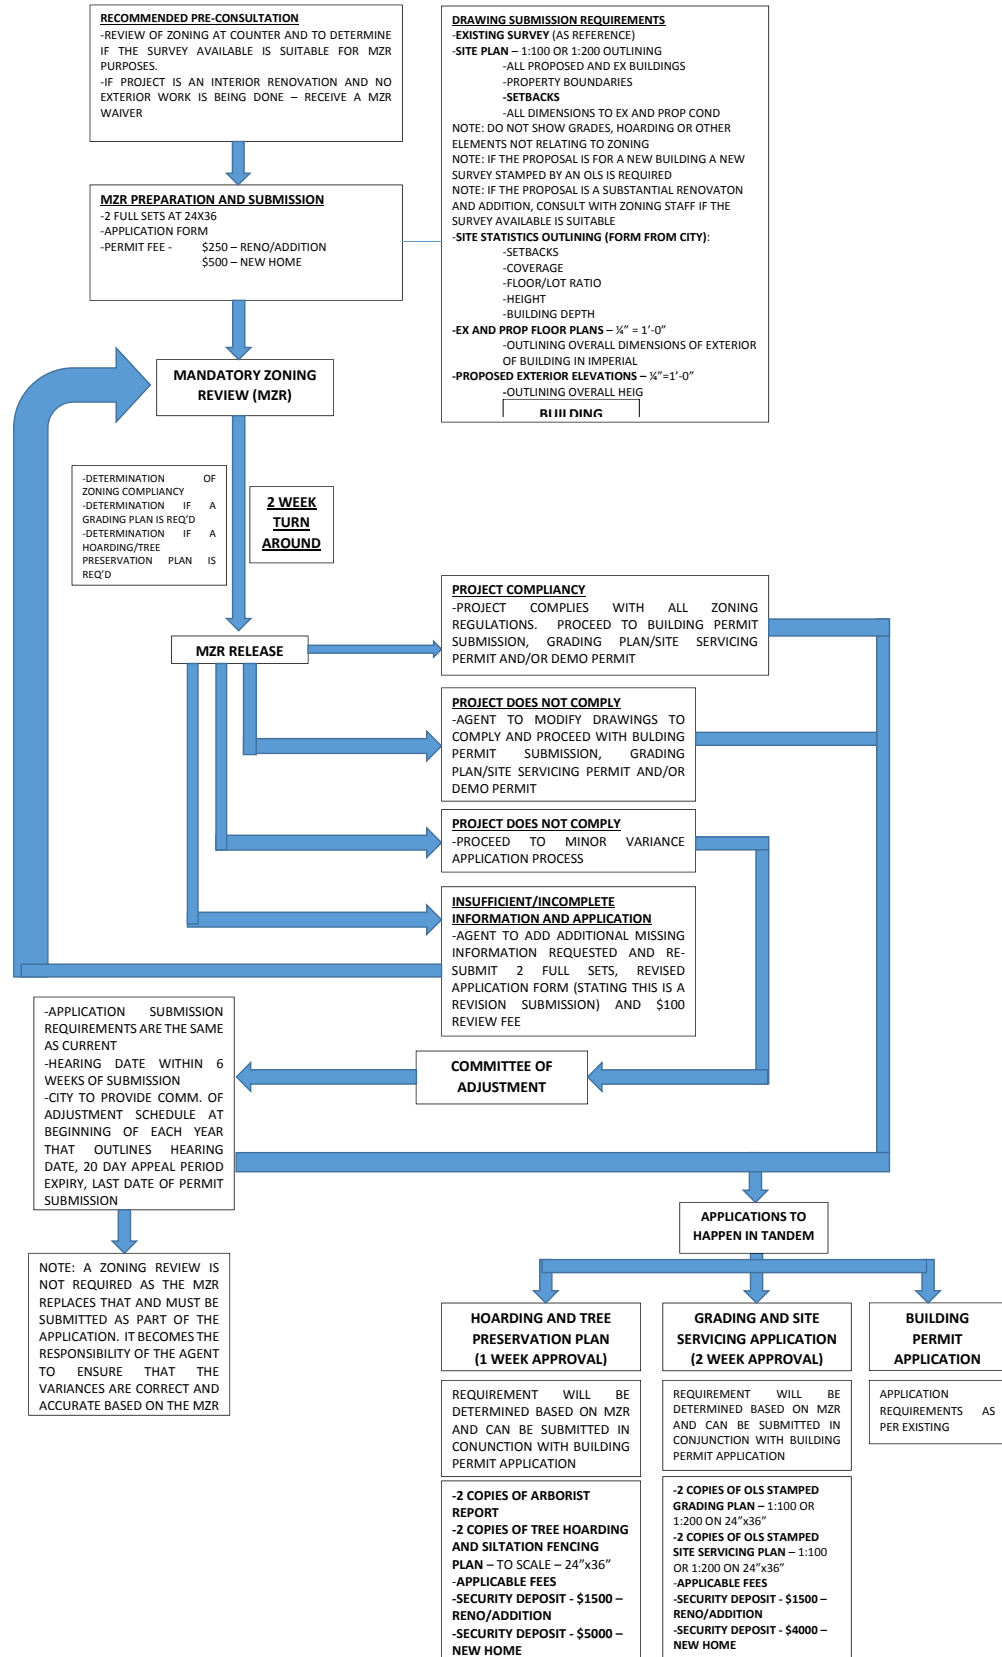 RECOMMENDED PRE-CONSULTATION
-REVIEW OF ZONING AT COUNTER AND TO DETERMINE
IF THE SURVEY AVAILABLE IS SUITABLE FOR MZR
PURPOSES.
-IF PROJECT IS AN INTERIOR RENOVATION AND NO
EXTERIOR WORK IS BEING DONE – RECEIVE A MZR
WAIVER
DRAWING SUBMISSION REQUIREMENTS
-EXISTING SURVEY (AS REFERENCE)
-SITE PLAN – 1:100 OR 1:200 OUTLINING
-ALL PROPOSED AND EX BUILDINGS
-PROPERTY BOUNDARIES
-SETBACKS
-ALL DIMENSIONS TO EX AND PROP COND
NOTE: DO NOT SHOW GRADES, HOARDING OR OTHER
ELEMENTS NOT RELATING TO ZONING
NOTE: IF THE PROPOSAL IS FOR A NEW BUILDING A NEW
SURVEY STAMPED BY AN OLS IS REQUIRED
NOTE: IF THE PROPOSAL IS A SUBSTANTIAL RENOVATON
AND ADDITION, CONSULT WITH ZONING STAFF IF THE
SURVEY AVAILABLE IS SUITABLE
-SITE STATISTICS OUTLINING (FORM FROM CITY):
-SETBACKS
-COVERAGE
-FLOOR/LOT RATIO
-HEIGHT
-BUILDING DEPTH
-EX AND PROP FLOOR PLANS – ¼” = 1’-0”
-OUTLINING OVERALL DIMENSIONS OF EXTERIOR
OF BUILDING IN IMPERIAL
-PROPOSED EXTERIOR ELEVATIONS – ¼”=1’-0”
-OUTLINING OVERALL HEIG
BUILDING
MZR PREPARATION AND SUBMISSION
-2 FULL SETS AT 24X36
-APPLICATION FORM
-PERMIT FEE - $250 – RENO/ADDITION
$500 – NEW HOME
MANDATORY ZONING
REVIEW (MZR)
-DETERMINATION OF
ZONING COMPLIANCY
-DETERMINATION IF A
GRADING PLAN IS REQ’D
-DETERMINATION IF A
HOARDING/TREE
PRESERVATION PLAN IS
REQ’D
2 WEEK
TURN
AROUND
MZR RELEASE
PROJECT COMPLIANCY
-PROJECT COMPLIES WITH ALL ZONING
REGULATIONS. PROCEED TO BUILDING PERMIT
SUBMISSION, GRADING PLAN/SITE SERVICING
PERMIT AND/OR DEMO PERMIT
PROJECT DOES NOT COMPLY
-AGENT TO MODIFY DRAWINGS TO
COMPLY AND PROCEED WITH BULDING
PERMIT SUBMISSION, GRADING
PLAN/SITE SERVICING PERMIT AND/OR
DEMO PERMIT
PROJECT DOES NOT COMPLY
-PROCEED TO MINOR VARIANCE
APPLICATION PROCESS
INSUFFICIENT/INCOMPLETE
INFORMATION AND APPLICATION
-AGENT TO ADD ADDITIONAL MISSING
INFORMATION REQUESTED AND RE-
SUBMIT 2 FULL SETS, REVISED
APPLICATION FORM (STATING THIS IS A
REVISION SUBMISSION) AND $100
REVIEW FEE
COMMITTEE OF
ADJUSTMENT
-APPLICATION SUBMISSION
REQUIREMENTS ARE THE SAME
AS CURRENT
-HEARING DATE WITHIN 6
WEEKS OF SUBMISSION
-CITY TO PROVIDE COMM. OF
ADJUSTMENT SCHEDULE AT
BEGINNING OF EACH YEAR
THAT OUTLINES HEARING
DATE, 20 DAY APPEAL PERIOD
EXPIRY, LAST DATE OF PERMIT
SUBMISSION
NOTE: A ZONING REVIEW IS
NOT REQUIRED AS THE MZR
REPLACES THAT AND MUST BE
SUBMITTED AS PART OF THE
APPLICATION. IT BECOMES THE
RESPONSIBILITY OF THE AGENT
TO ENSURE THAT THE
VARIANCES ARE CORRECT AND
ACCURATE BASED ON THE MZR
APPLICATIONS TO
HAPPEN IN TANDEM
HOARDING AND TREE
PRESERVATION PLAN
(1 WEEK APPROVAL)
REQUIREMENT WILL BE
DETERMINED BASED ON MZR
AND CAN BE SUBMITTED IN
CONUNCTION WITH BUILDING
PERMIT APPLICATION
-2 COPIES OF ARBORIST
REPORT
-2 COPIES OF TREE HOARDING
AND SILTATION FENCING
PLAN – TO SCALE – 24”x36”
-APPLICABLE FEES
-SECURITY DEPOSIT - $1500 –
RENO/ADDITION
-SECURITY DEPOSIT - $5000 –
NEW HOME
GRADING AND SITE
SERVICING APPLICATION
(2 WEEK APPROVAL)
REQUIREMENT WILL BE
DETERMINED BASED ON MZR
AND CAN BE SUBMITTED IN
CONJUNCTION WITH BUILDING
PERMIT APPLICATION
-2 COPIES OF OLS STAMPED
GRADING PLAN – 1:100 OR
1:200 ON 24”x36”
-2 COPIES OF OLS STAMPED
SITE SERVICING PLAN – 1:100
OR 1:200 ON 24”x36”
-APPLICABLE FEES
-SECURITY DEPOSIT - $1500 –
RENO/ADDITION
-SECURITY DEPOSIT - $4000 –
NEW HOME
BUILDING
PERMIT
APPLICATION
APPLICATION
REQUIREMENTS AS
PER EXISTING